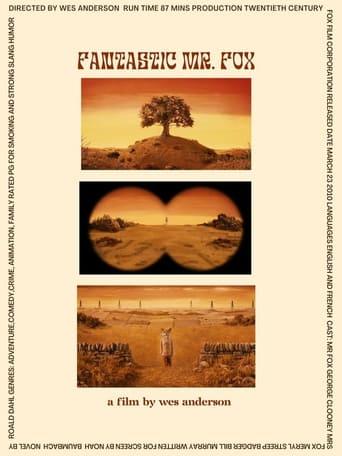 DIRECTED BY WES ANDERSON RUN TIME 87 MINS PRODUCTION TWENTIETH CENTURY
FOX FILM CORPORATION RELEASED DATE MARCH 23 2010 LANGUAGES ENGLISH AND FRENCH CAST: MR FOX GEORGE CLOONEY MRS
FOX MERYL STREEP BADGER BILL MURRAY WRITTEN FOR SCREEN BY NOAH BAUMBACH NOVEL BY
ROALD DAHL GENRES: ADVENTURE,COMEDY,CRIME, ANIMATION, FAMILY RATED PG FOR SMOKING AND STRONG SLANG HUMOR
FANTASTIC MR. FOX
a film by wes anderson